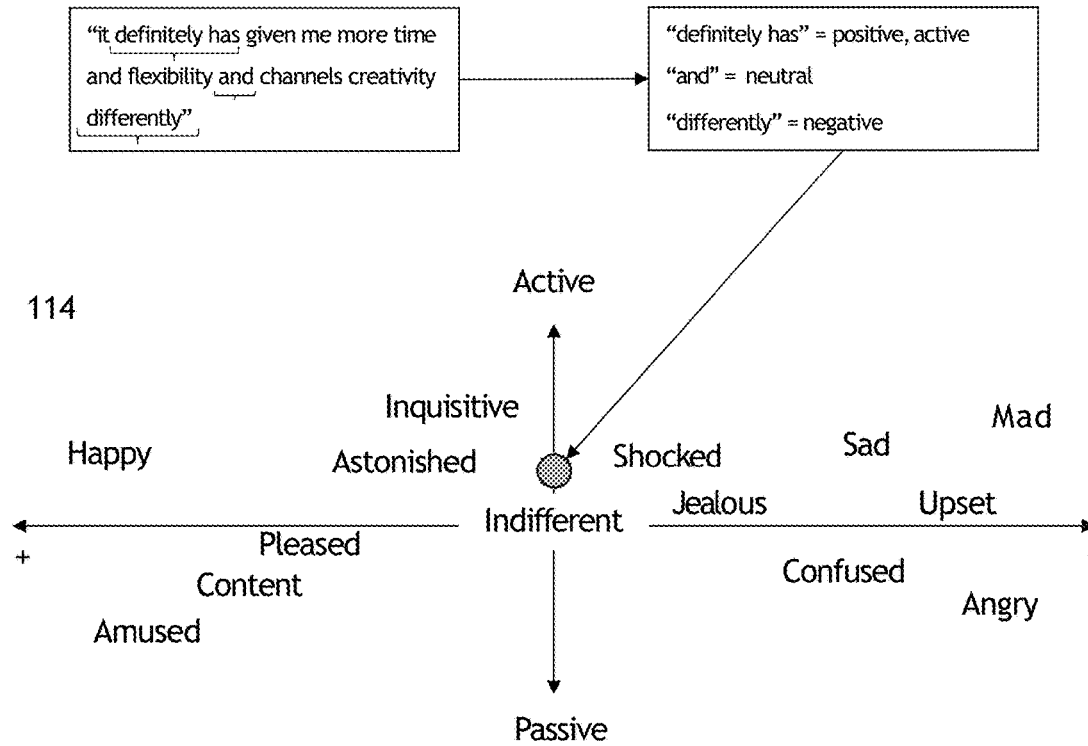 “it definitely has given me more time
and flexibility and channels creativity
differently”
“definitely has” = positive, active
“and” = neutral
“differently” = negative
Active
114
Inquisitive
Mad
Happy
Astonished
Shocked
Sad
Jealous
Upset
Indifferent
+
Pleased
Confused
Content
Angry
Amused
Passive